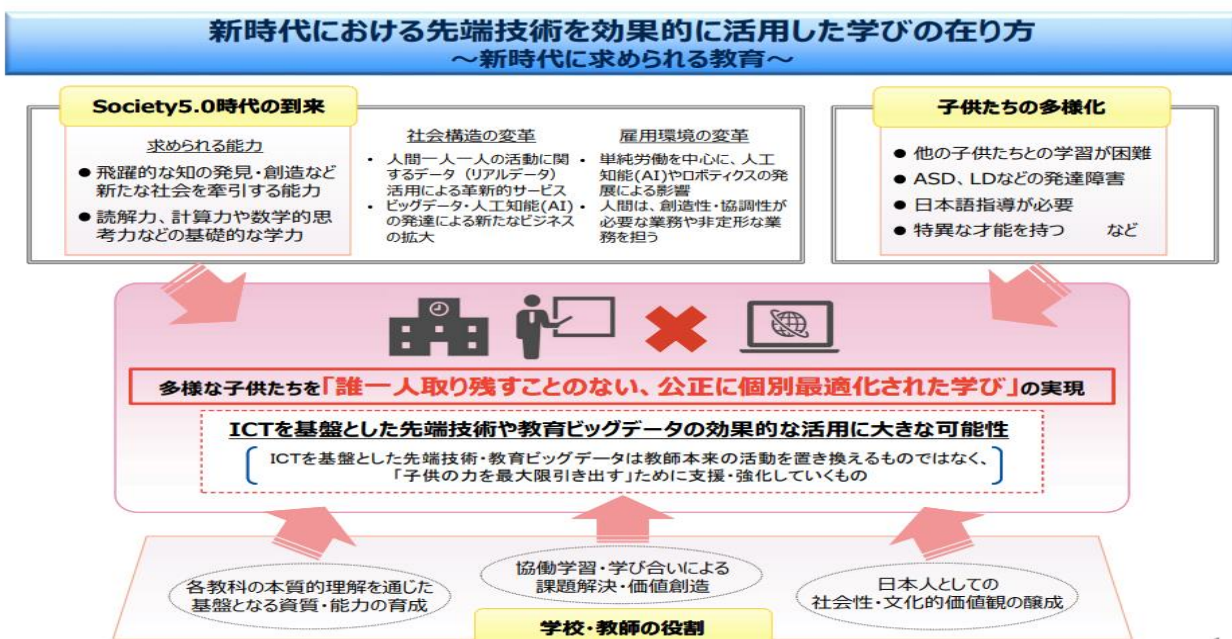 新時代における先端技術を効果的に活用した学びの在り方
~新時代に求められる教育~
Society5.0時代の到来
求められる能力
● 飛躍的な知の発見・創造など
新たな社会を牽引する能力
● 読解力、計算力や数学的思
考力などの基礎的な学力
社会構造の変革
• 人間一人一人の活動に関
するデータ（リアルデータ）
活用による革新的サービス
• ビッグデータ・人工知能(AI)
の発達による新たなビジネス
の拡大
雇用環境の変革
• 単純労働を中心に、人工
知能(AI)やロボティクスの発
展による影響
• 人間は、創造性・協調性が
必要な業務や非定形な業
務を担う
子供たちの多様化
● 他の子供たちとの学習が困難
● ASD、LDなどの発達障害
● 日本語指導が必要
● 特異な才能を持つ など
多様な子供たちを「誰一人取り残すことのない、公正に個別最適化された学び」の実現
ICTを基盤とした先端技術や教育ビッグデータの効果的な活用に大きな可能性
ICTを基盤とした先端技術・教育ビッグデータは教師本来の活動を置き換えるものではなく、
「子供の力を最大限引き出す」ために支援・強化していくもの
各教科の本質的理解を通じた
基盤となる資質・能力の育成
協働学習・学び合いによる
課題解決・価値創造
日本人としての
社会性・文化的価値観の醸成
学校・教師の役割